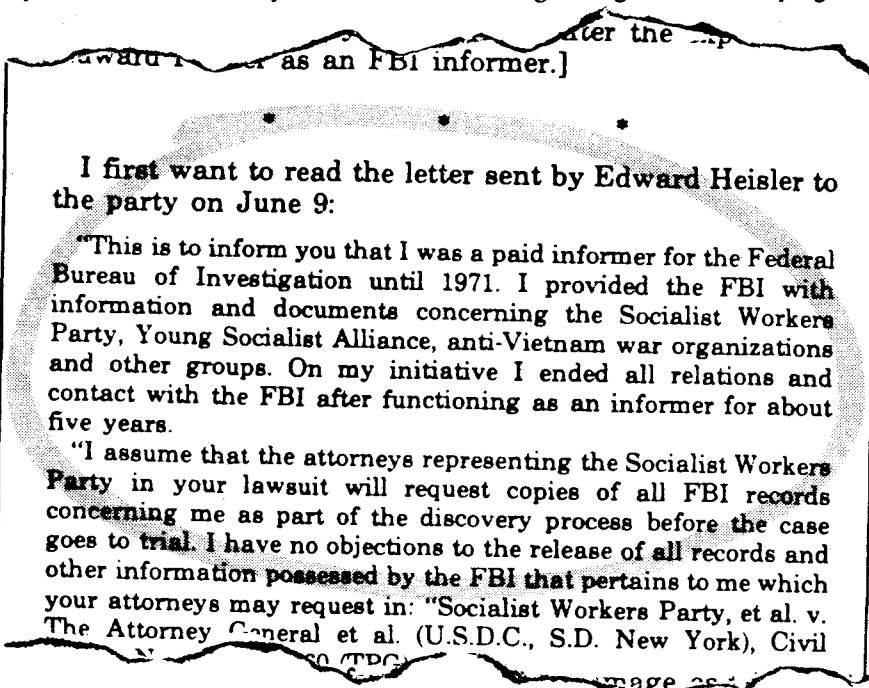 the
as an FBI informer.]
* * *
I first want to read the letter sent by Edward Heisler to
the party on June 9:
“This is to inform you that I was a paid informer for the Federal
Bureau of Investigation until 1971. I provided the FBI with
information and documents concerning the Socialist Workers
Party, Young Socialist Alliance, anti-Vietnam war organizations
and other groups. On my initiative I ended all relations and
contact with the FBI after functioning as an informer for about
five years.
“I assume that the attorneys representing the Socialist Workers
Party in your lawsuit will request copies of all FBI records
concerning me as part of the discovery process before the case
goes to trial. I have no objections to the release of all records and
other information possessed by the FBI that pertains to me which
your attorneys may request in: “Socialist Workers Party, et al. v.
The Attorney General et al. (U.S.D.C., S.D. New York), Civil
(TPG)